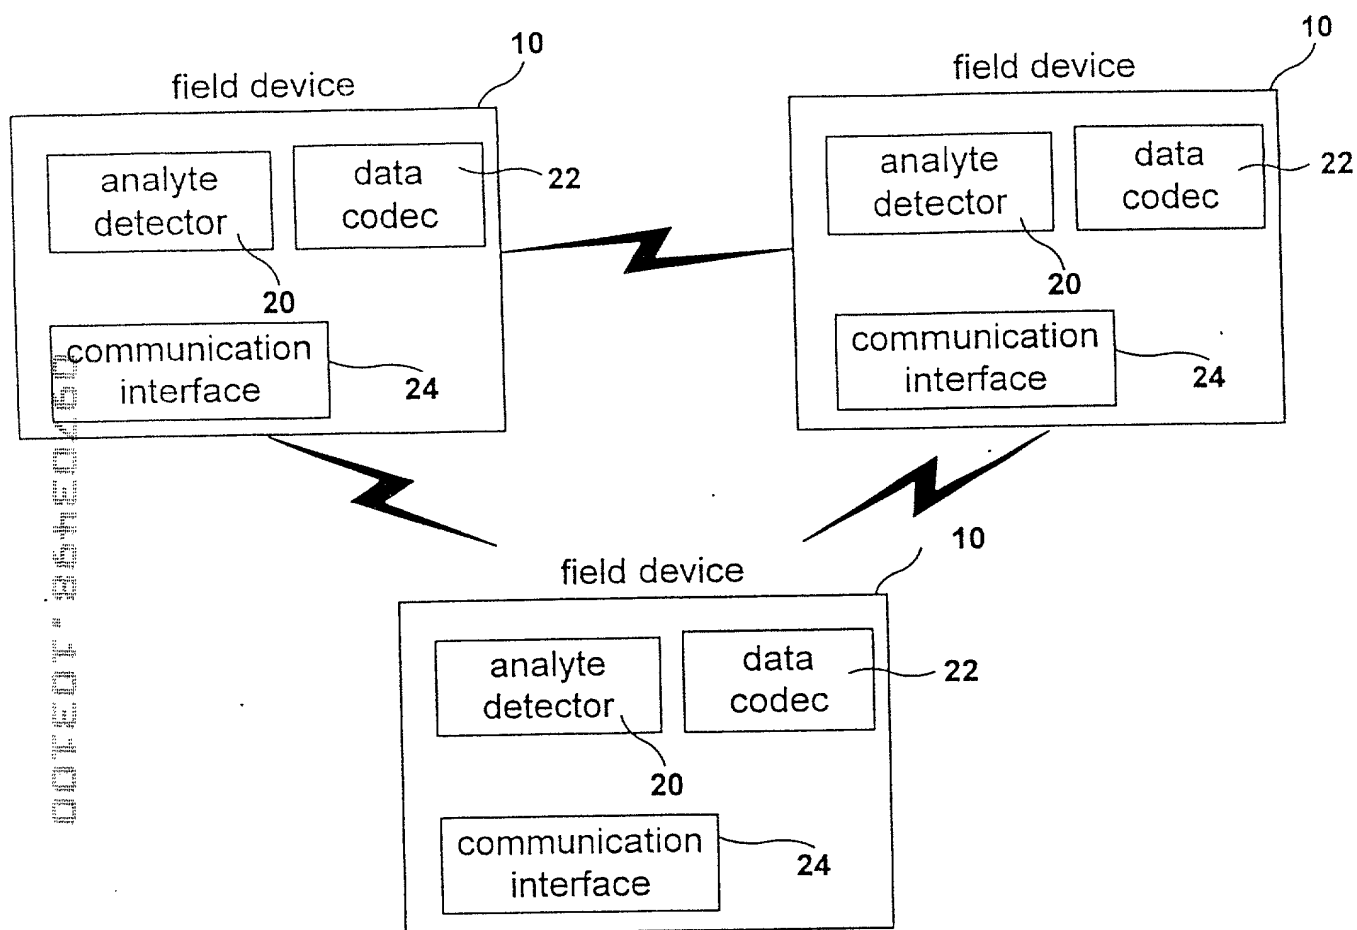 10
field device
analyte
detector
data
codec
22
20
communication
interface
24
10
field device
analyte
detector
data
codec
22
20
communication
interface
24
10
field device
analyte
detector
data
codec
22
20
communication
interface
24